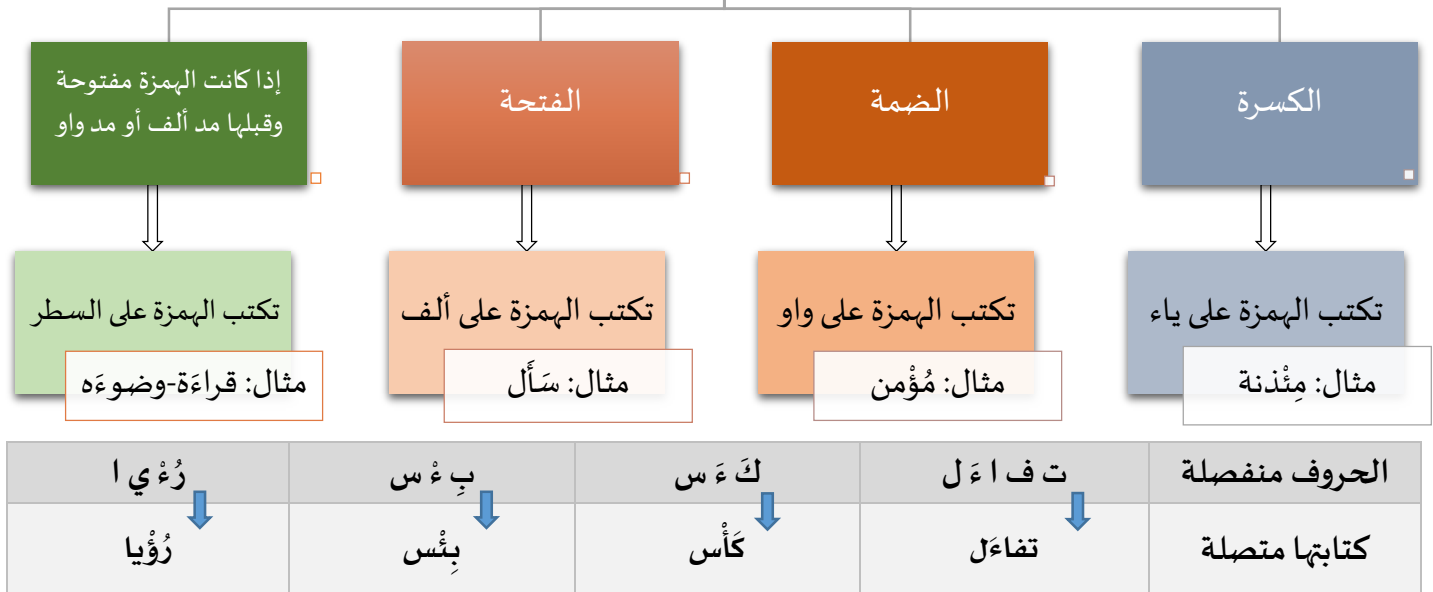 الكسرة
الضمة
الفتحة
إذا كانت الهمزة مفتوحة
وقبلها مد ألف أو مد واو
تكتب الهمزة على ياء
تكتب الهمزة على واو
تكتب الهمزة على ألف
تكتب الهمزة على السطر
مثال: مِئْذنة
مثال: مُؤْمن
مثال: سَأَل
مثال: قراءَة-وضوءَه
الحروف منفصلة
ت ف ا ءَ ل
كَ ءَ س
بِ ءْ س
رُ ءْ ي ا
كتابتها متصلة
تفاءَل
كَأْس
بِئْس
رُؤْيا